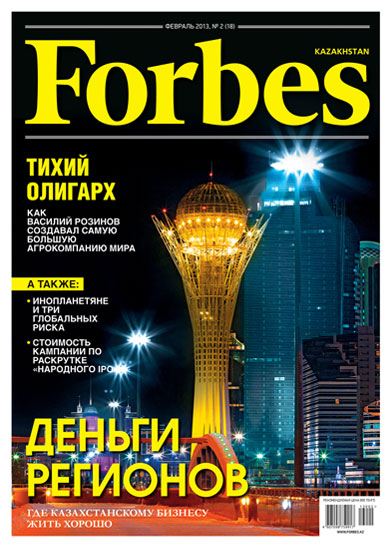 ФЕВРАЛЬ 2013, № 2 (18)
Forbes
KAZAKHSTAN
ТИХИЙ
ОЛИГАРХ
КАК
ВАСИЛИЙ РОЗИНОВ
СОЗДАВАЛ САМУЮ
БОЛЬШУЮ
АГРОКОМПАНИЮ МИРА
А ТАКЖЕ:
• ИНОПЛАНЕТЯНЕ
И ТРИ
ГЛОБАЛЬНЫХ
РИСКА
• СТОИМОСТЬ
КАМПАНИИ ПО
РАСКРУТКЕ
«НАРОДНОГО IPO»
ДЕНЬГИ
РЕГИОНОВ
ГДЕ КАЗАХСТАНСКОМУ БИЗНЕСУ
ЖИТЬ ХОРОШО
WWW.FORBES.KZ